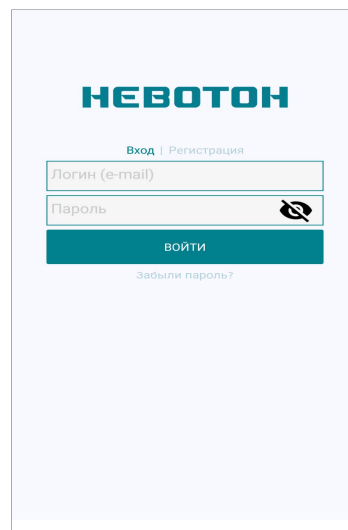 НЕВОТОН
Вход | Регистрация
Логин (e-mail)
Пароль
ВОЙТИ
Забыли пароль?